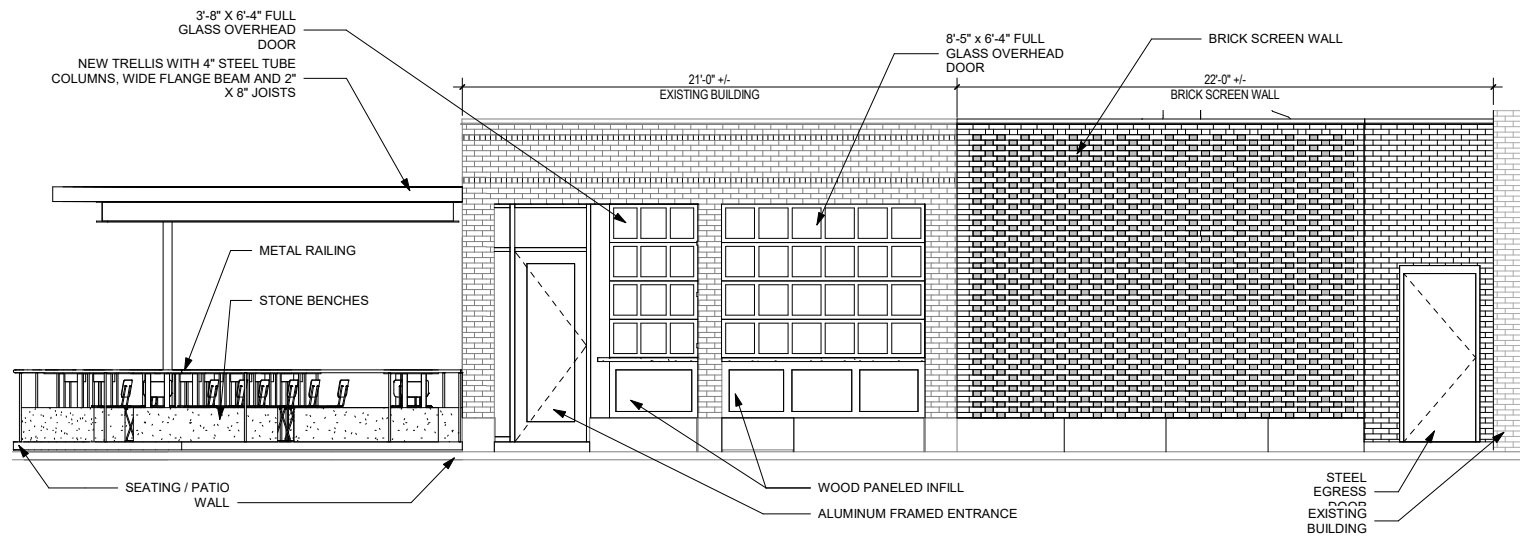 3'-8" X 6'-4" FULL
GLASS OVERHEAD
DOOR
NEW TRELLIS WITH 4" STEEL TUBE
COLUMNS, WIDE FLANGE BEAM AND 2"
X 8" JOISTS
8'-5" x 6'-4" FULL
GLASS OVERHEAD
DOOR
BRICK SCREEN WALL
21'-0" +/-
EXISTING BUILDING
22'-0" +/-
BRICK SCREEN WALL
METAL RAILING
STONE BENCHES
SEATING / PATIO
WALL
WOOD PANELED INFILL
ALUMINUM FRAMED ENTRANCE
STEEL
EGRESS
DOOR
EXISTING
BUILDING